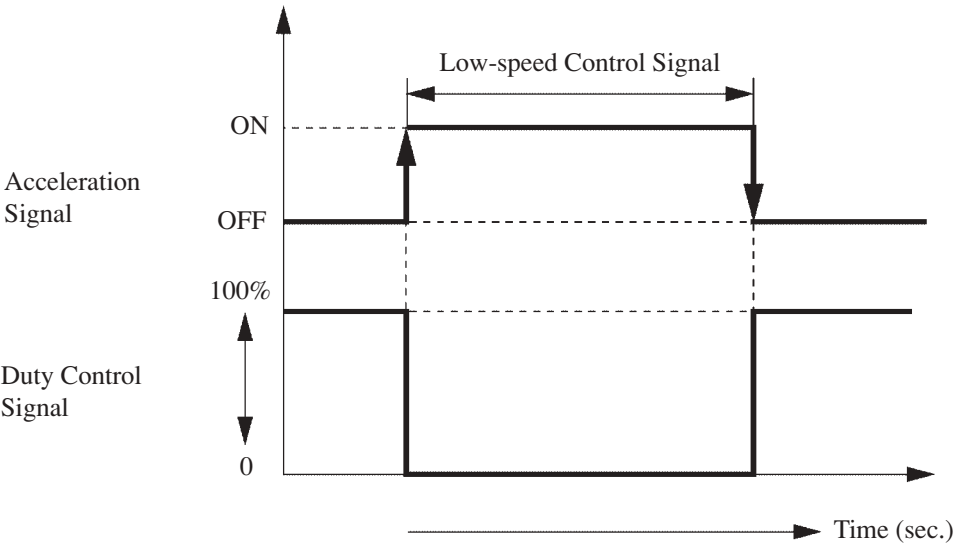 Low-speed Control Signal
ON
Acceleration
Signal
OFF
100%
Duty Control
Signal
0
Time (sec.)